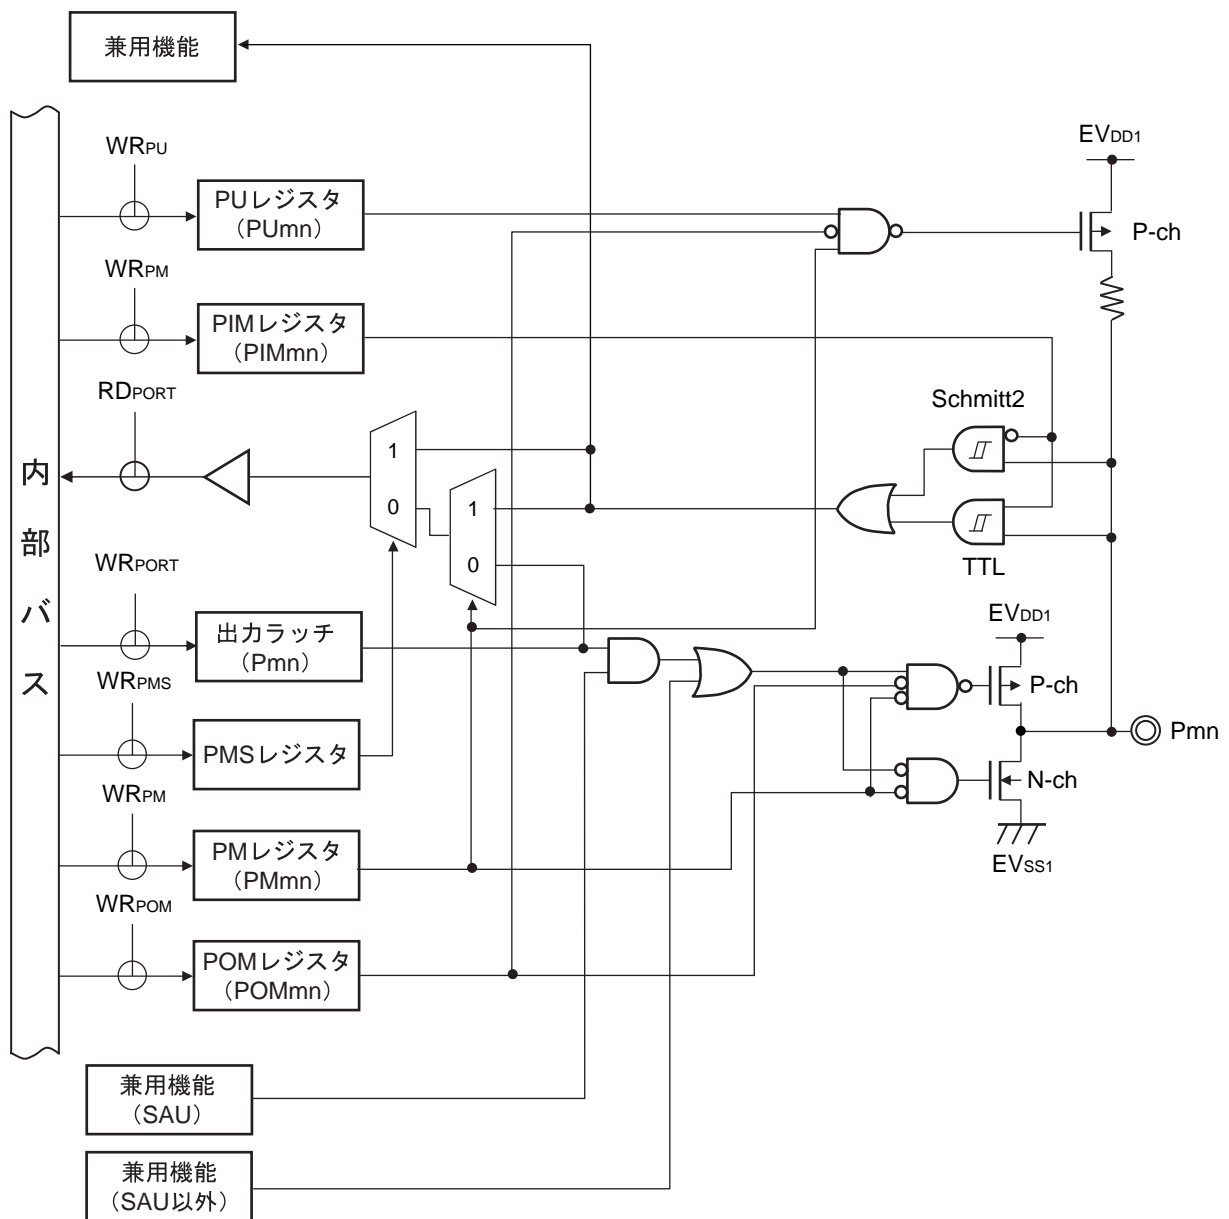 兼用機能
WRPU
PUレジスタ
(PUmn)
EVDD1
P-ch
WRPM
PIMレジスタ
(PIMmn)
RDPORT
Schmitt2
1
0
1
0
TTL
内部バス
WRPORT
出力ラッチ
(Pmn)
EVDD1
P-ch
WRPMS
PMSレジスタ
Pmn
N-ch
WRPM
PMレジスタ
(PMmn)
EVSS1
WRPOM
POMレジスタ
(POMmn)
兼用機能
(SAU)
兼用機能
(SAU以外)